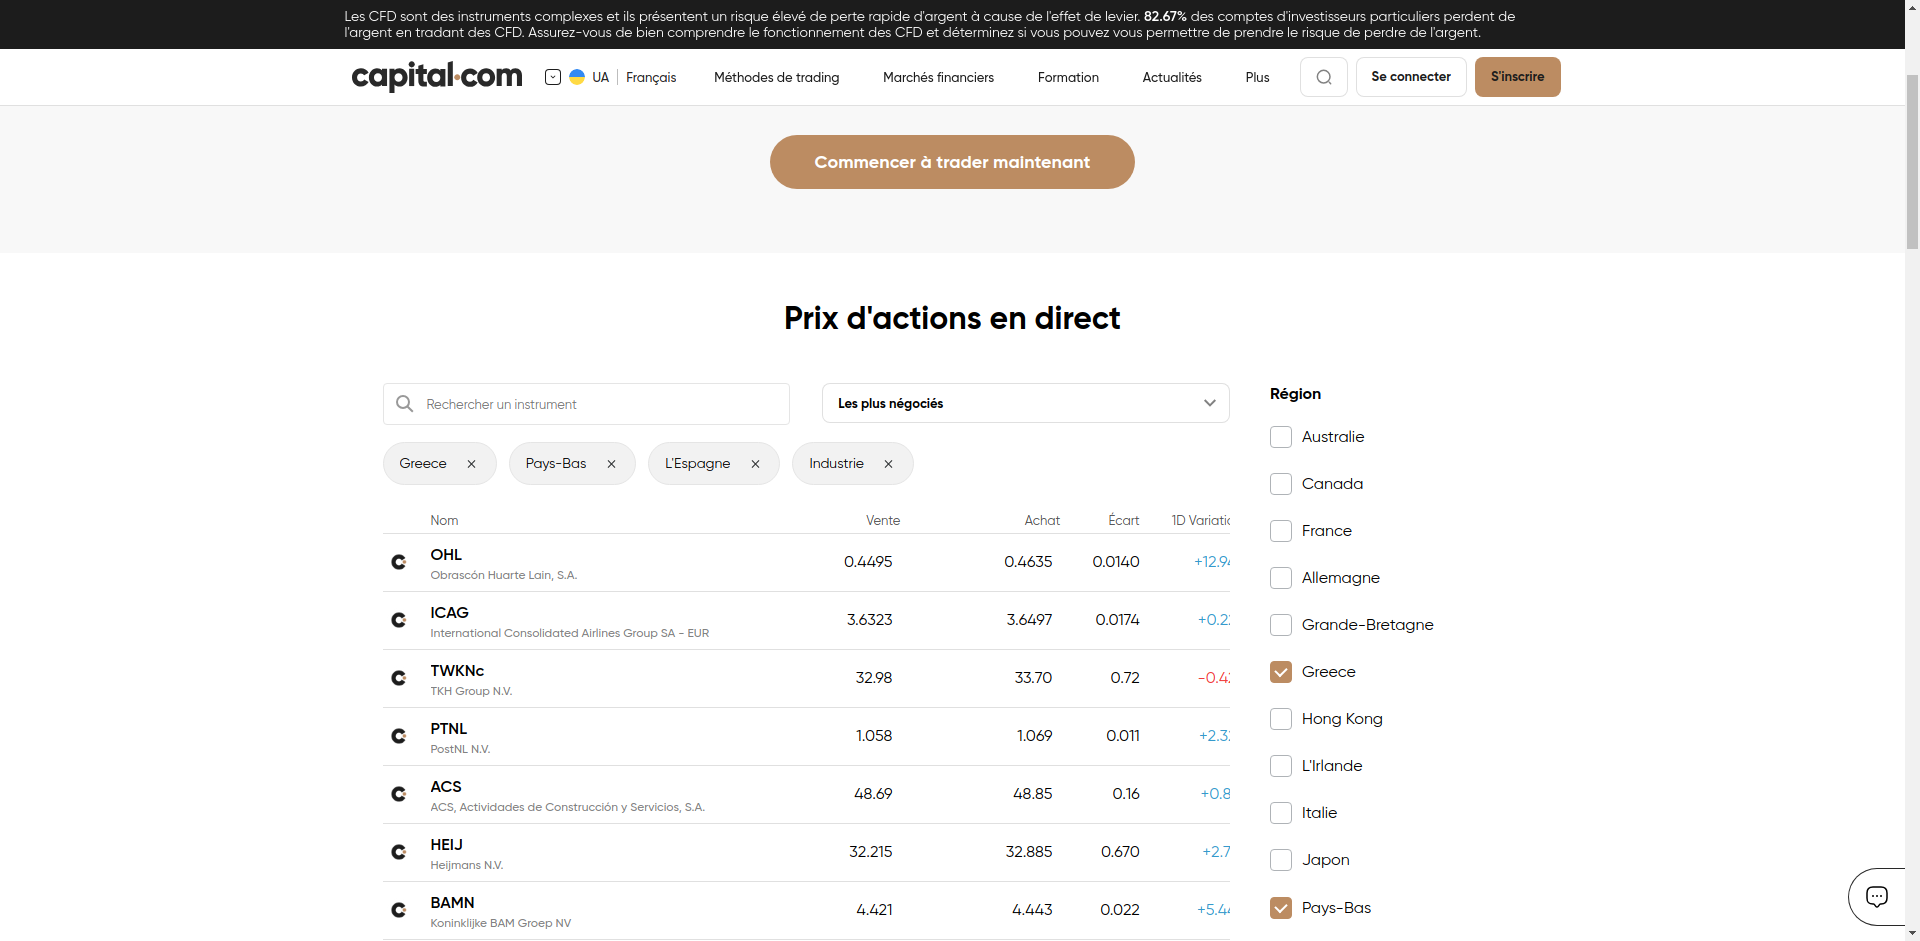 Les CFD sont des instruments complexes et ils présentent un risque élevé de perte rapide d'argent à cause de l'effet de levier. 82.67% des comptes d'investisseurs particuliers perdent de
l'argent en tradant des CFD. Assurez-vous de bien comprendre le fonctionnement des CFD et déterminez si vous pouvez vous permettre de prendre le risque de perdre de l'argent.
capital.com UA Français Méthodes de trading Marchés financiers Formation Actualités Plus Se connecter S'inscrire
Commencer à trader maintenant
Prix d'actions en direct
Rechercher un instrument Les plus négociés
Greece Pays-Bas L'Espagne Industrie
Nom Vente Achat Écart 1D Variatic
OHL
Obrascón Huarte Lain, S.A.
0.4495 0.4635 0.0140 +12.94
ICAG
International Consolidated Airlines Group SA - EUR
3.6323 3.6497 0.0174 +0.2
TWKNc
TKH Group N.V.
32.98 33.70 0.72 -0.4
PTNL
PostNL N.V.
1.058 1.069 0.011 +2.3
ACS
ACS, Actividades de Construcción y Servicios, S.A.
48.69 48.85 0.16 +0.8
HEIJ
Heijmans N.V.
32.215 32.885 0.670 +2.7
BAMN
Koninklijke BAM Groep NV
4.421 4.443 0.022 +5.44
Région
Australie
Canada
France
Allemagne
Grande-Bretagne
Greece
Hong Kong
L'Irlande
Italie
Japon
Pays-Bas